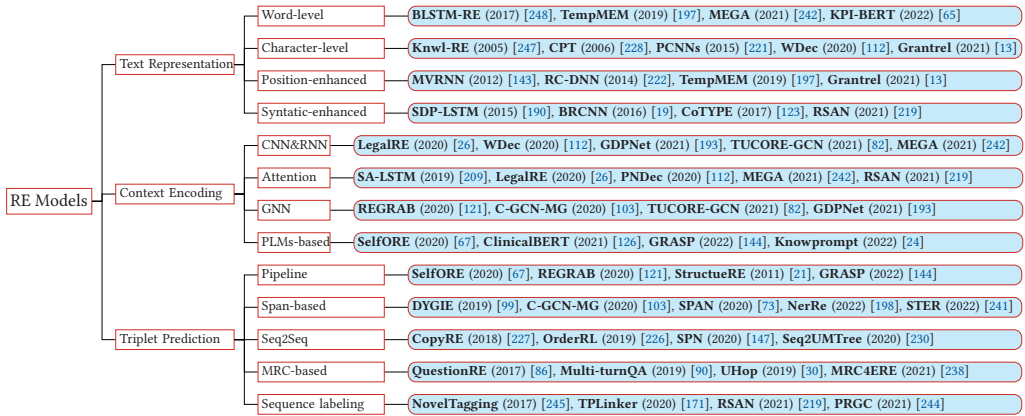 RE Models
Text Representation
Word-level
BLSTM-RE (2017) [248], TempMEM (2019) [197], MEGA (2021) [242], KPI-BERT (2022) [65]
Character-level
Knwl-RE (2005) [247], CPT (2006) [228], PCNNs (2015) [221], WDec (2020) [112], Grantrel (2021) [13]
Position-enhanced
MVRNN (2012) [143], RC-DNN (2014) [222], TempMEM (2019) [197], Grantrel (2021) [13]
Syntatic-enhanced
SDP-LSTM (2015) [190], BRCNN (2016) [19], CoTYPE (2017) [123], RSAN (2021) [219]
Context Encoding
CNN&RNN
LegalRE (2020) [26], WDec (2020) [112], GDPNet (2021) [193], TUCORE-GCN (2021) [82], MEGA (2021) [242]
Attention
SA-LSTM (2019) [209], LegalRE (2020) [26], PNDec (2020) [112], MEGA (2021) [242], RSAN (2021) [219]
GNN
REGRAB (2020) [121], C-GCN-MG (2020) [103], TUCORE-GCN (2021) [82], GDPNet (2021) [193]
PLMs-based
SelfORE (2020) [67], ClinicalBERT (2021) [126], GRASP (2022) [144], Knowprompt (2022) [24]
Triplet Prediction
Pipeline
SelfORE (2020) [67], REGRAB (2020) [121], StructueRE (2011) [21], GRASP (2022) [144]
Span-based
DYGIE (2019) [99], C-GCN-MG (2020) [103], SPAN (2020) [73], NerRe (2022) [198], STER (2022) [241]
Seq2Seq
CopyRE (2018) [227], OrderRL (2019) [226], SPN (2020) [147], Seq2UMTree (2020) [230]
MRC-based
QuestionRE (2017) [86], Multi-turnQA (2019) [90], UHop (2019) [30], MRC4ERE (2021) [238]
Sequence labeling
NovelTagging (2017) [245], TPLinker (2020) [171], RSAN (2021) [219], PRGC (2021) [244]